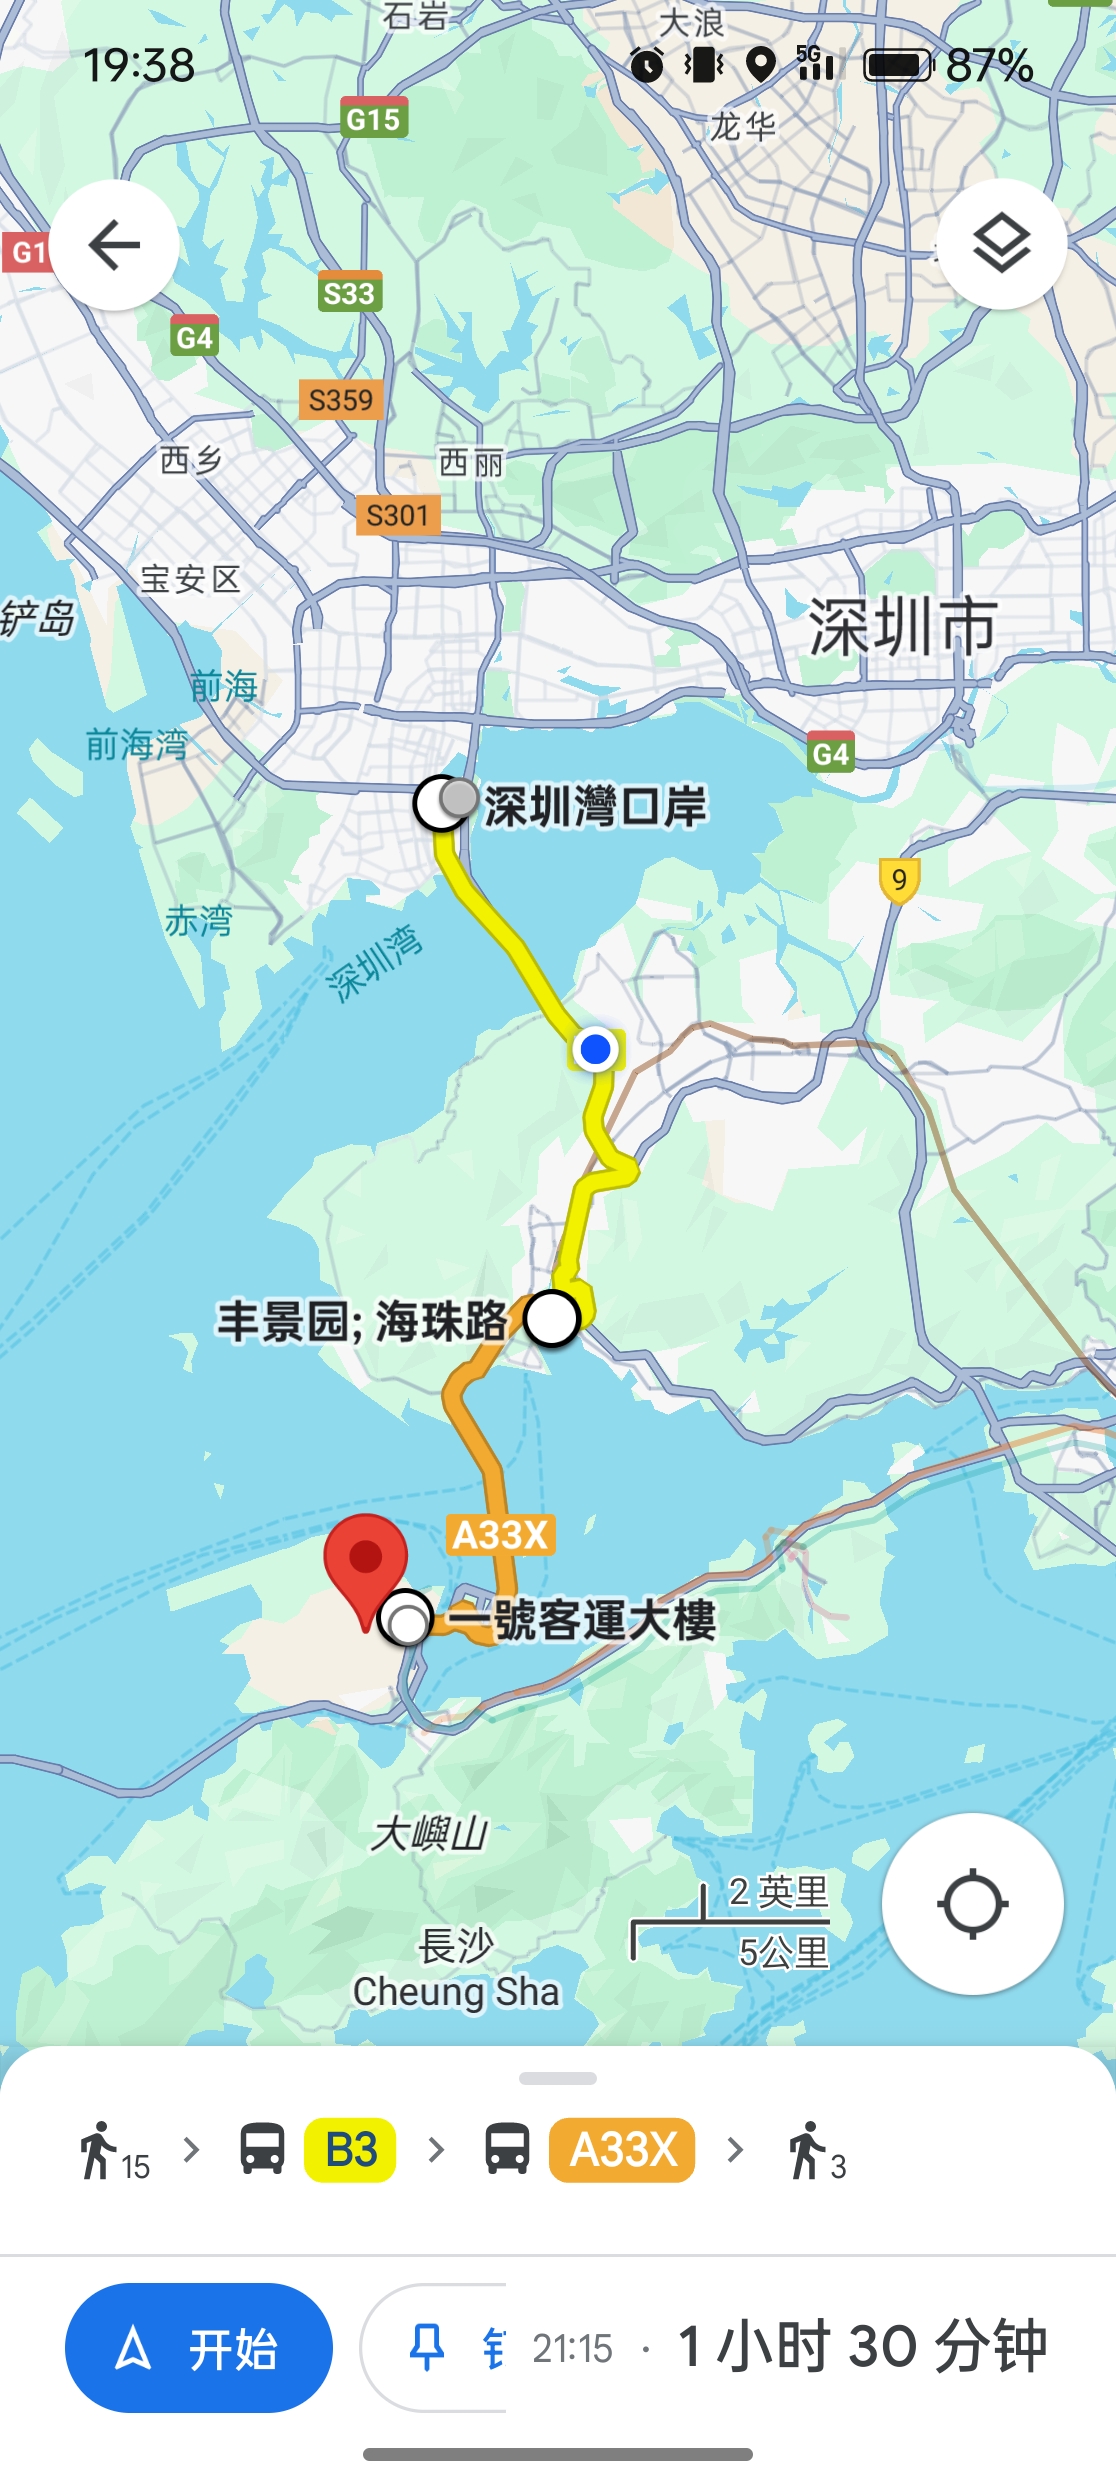 石岩
大浪
19:38
5G
87%
G15
龙华
G1
S33
G4
S359
西乡
西丽
S301
宝安区
铲岛
深圳市
前海
前海湾
G4
深圳灣口岸
9
赤湾
深圳湾
丰景园; 海珠路
A33X
一號客運大樓
大嶼山
2 英里
5公里
長沙
Cheung Sha
15
B3
A33X
3
开始
21:15 · 1 小时 30 分钟